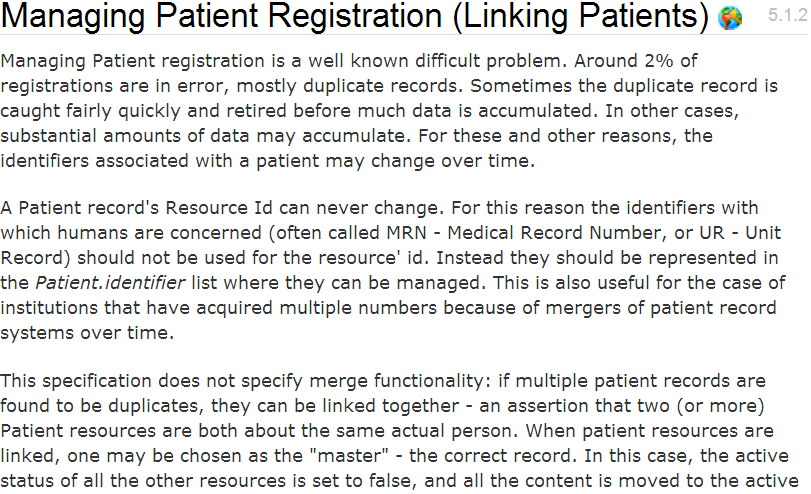 Managing Patient Registration (Linking Patients) 5.1.2
Managing Patient registration is a well known difficult problem. Around 2% of
registrations are in error, mostly duplicate records. Sometimes the duplicate record is
caught fairly quickly and retired before much data is accumulated. In other cases,
substantial amounts of data may accumulate. For these and other reasons, the
identifiers associated with a patient may change over time.
A Patient record's Resource Id can never change. For this reason the identifiers with
which humans are concerned (often called MRN - Medical Record Number, or UR - Unit
Record) should not be used for the resource' id. Instead they should be represented in
the Patient.identifier list where they can be managed. This is also useful for the case of
institutions that have acquired multiple numbers because of mergers of patient record
systems over time.
This specification does not specify merge functionality: if multiple patient records are
found to be duplicates, they can be linked together - an assertion that two (or more)
Patient resources are both about the same actual person. When patient resources are
linked, one may be chosen as the "master" - the correct record. In this case, the active
status of all the other resources is set to false, and all the content is moved to the active